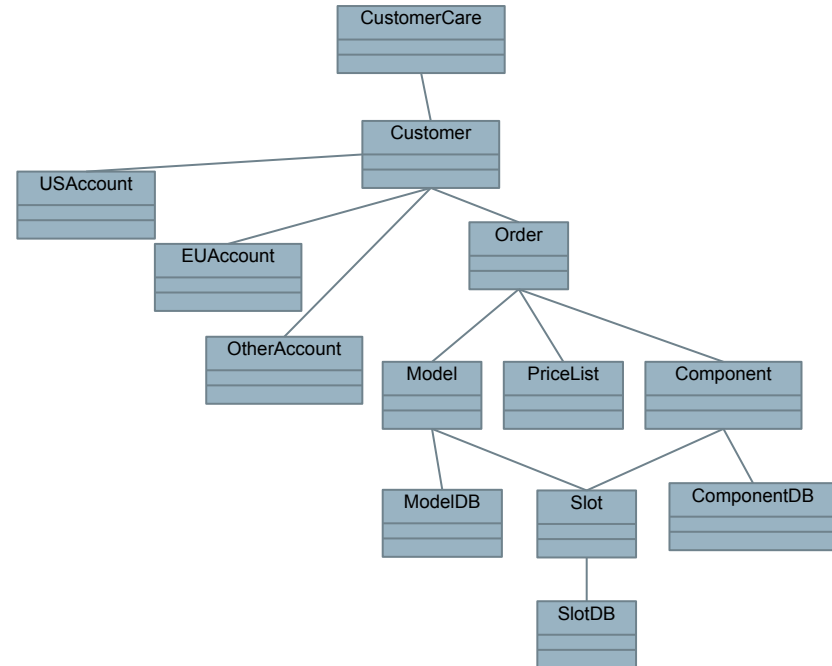 CustomerCare
Customer
USAccount
EUAccount
Order
OtherAccount
Model
PriceList
Component
ModelDB
Slot
ComponentDB
SlotDB